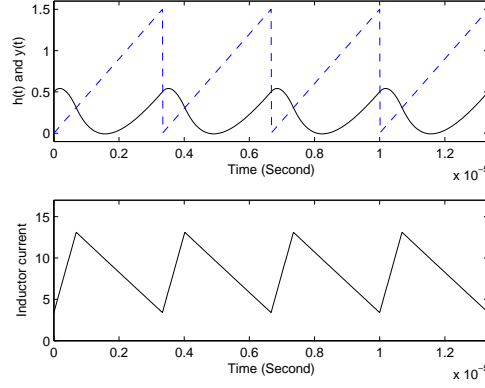 1.5
1
0.5
0
h(t) and y(t)
0 0.2 0.4 0.6 0.8 1 1.2
Time (Second)
x 10^-5
15
10
5
0
Inductor current
0 0.2 0.4 0.6 0.8 1 1.2
Time (Second)
x 10^-5